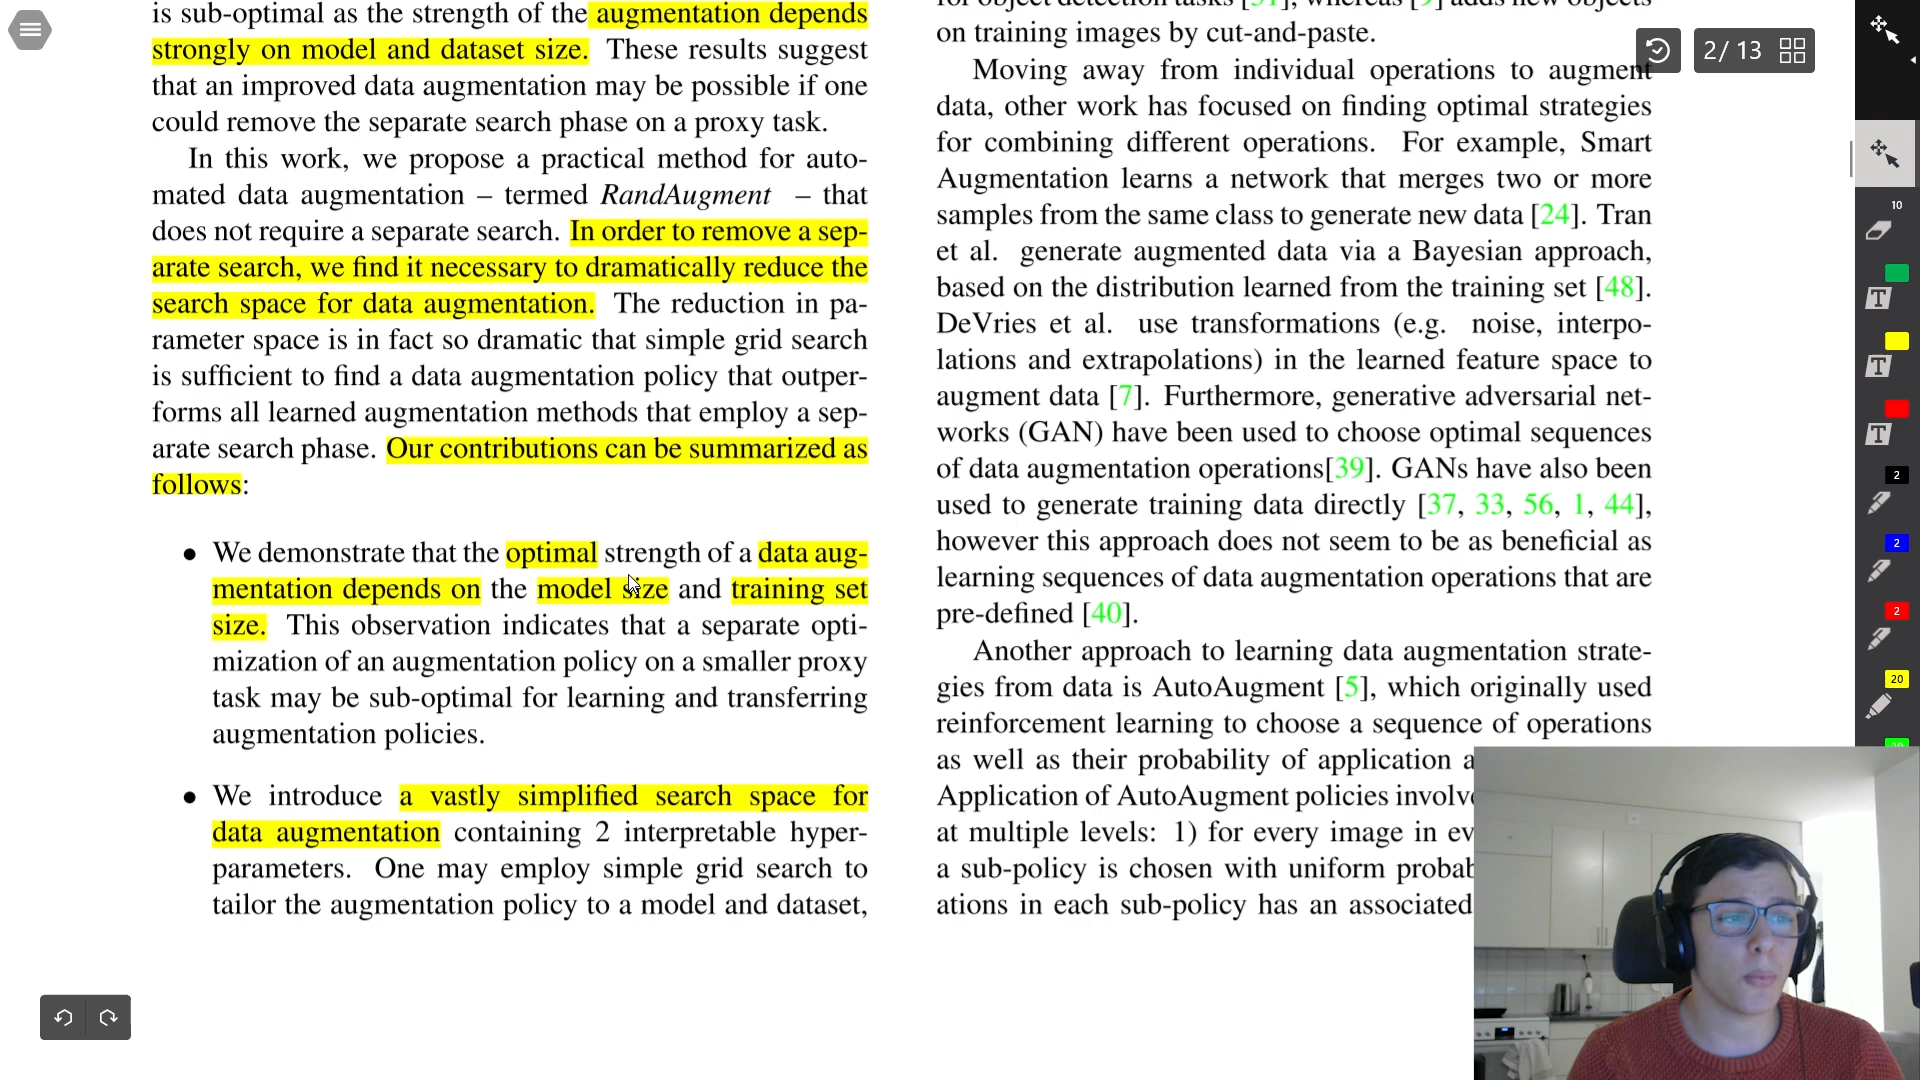 is sub-optimal as the strength of the augmentation depends
strongly on model and dataset size. These results suggest
that an improved data augmentation may be possible if one
could remove the separate search phase on a proxy task.
In this work, we propose a practical method for auto-
mated data augmentation – termed RandAugment – that
does not require a separate search. In order to remove a sep-
arate search, we find it necessary to dramatically reduce the
search space for data augmentation. The reduction in pa-
rameter space is in fact so dramatic that simple grid search
is sufficient to find a data augmentation policy that outper-
forms all learned augmentation methods that employ a sep-
arate search phase. Our contributions can be summarized as
follows:
• We demonstrate that the optimal strength of a data aug-
mentation depends on the model size and training set
size. This observation indicates that a separate opti-
mization of an augmentation policy on a smaller proxy
task may be sub-optimal for learning and transferring
augmentation policies.
• We introduce a vastly simplified search space for
data augmentation containing 2 interpretable hyper-
parameters. One may employ simple grid search to
tailor the augmentation policy to a model and dataset,
for object detection tasks [51], whereas [9] adds new objects
on training images by cut-and-paste.
Moving away from individual operations to augment
data, other work has focused on finding optimal strategies
for combining different operations. For example, Smart
Augmentation learns a network that merges two or more
samples from the same class to generate new data [24]. Tran
et al. generate augmented data via a Bayesian approach,
based on the distribution learned from the training set [48].
DeVries et al. use transformations (e.g. noise, interpo-
lations and extrapolations) in the learned feature space to
augment data [7]. Furthermore, generative adversarial net-
works (GAN) have been used to choose optimal sequences
of data augmentation operations[39]. GANs have also been
used to generate training data directly [37, 33, 56, 1, 44],
however this approach does not seem to be as beneficial as
learning sequences of data augmentation operations that are
pre-defined [40].
Another approach to learning data augmentation strate-
gies from data is AutoAugment [5], which originally used
reinforcement learning to choose a sequence of operations
as well as their probability of application a
Application of AutoAugment policies involv
at multiple levels: 1) for every image in ev
a sub-policy is chosen with uniform probab
ations in each sub-policy has an associated
2/ 13
10
T
T
T
2
2
2
20